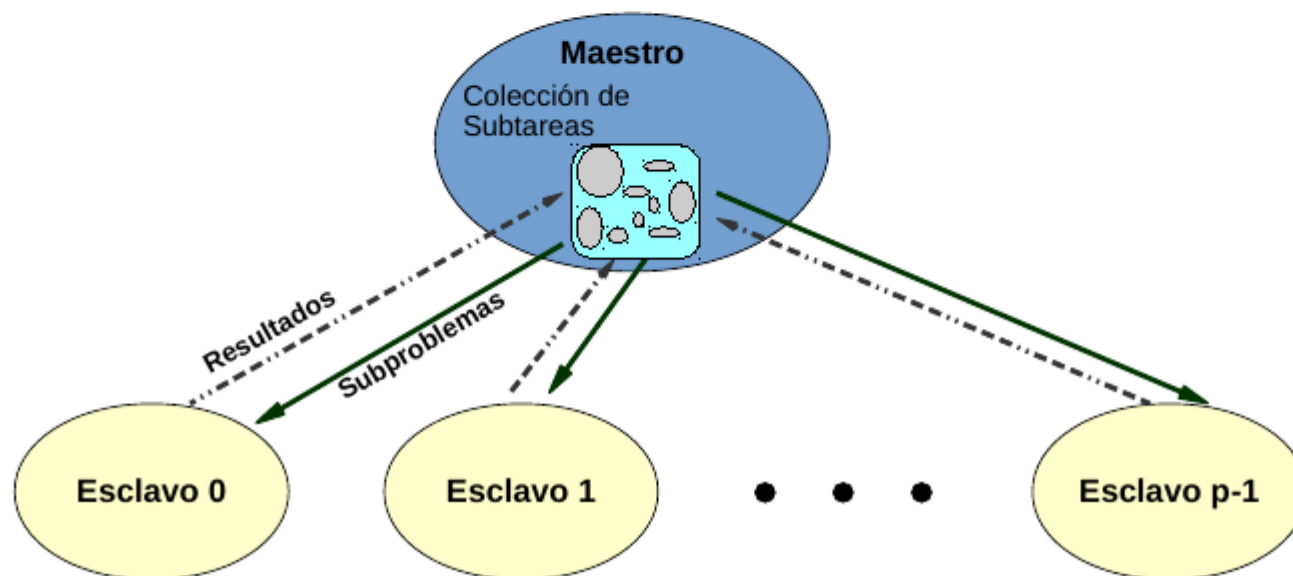 Maestro
Colección de
Subtareas
Resultados
Subproblemas
Esclavo 0
Esclavo 1
Esclavo p-1